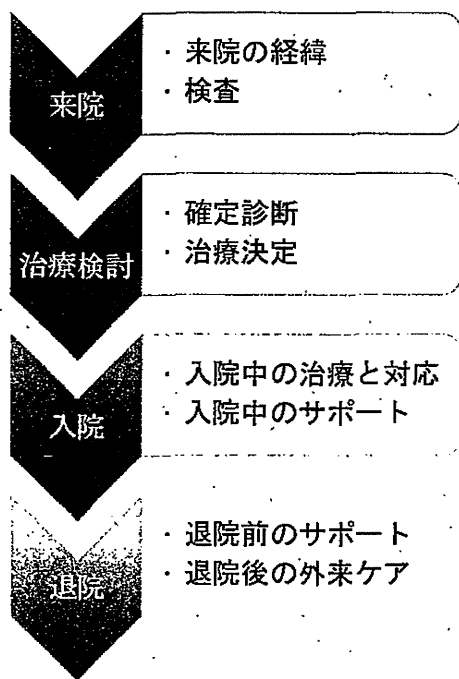 来院
・来院の経緯
・検査
治療検討
・確定診断
・治療決定
入院
・入院中の治療と対応
・入院中のサポート
退院
・退院前のサポート
・退院後の外来ケア